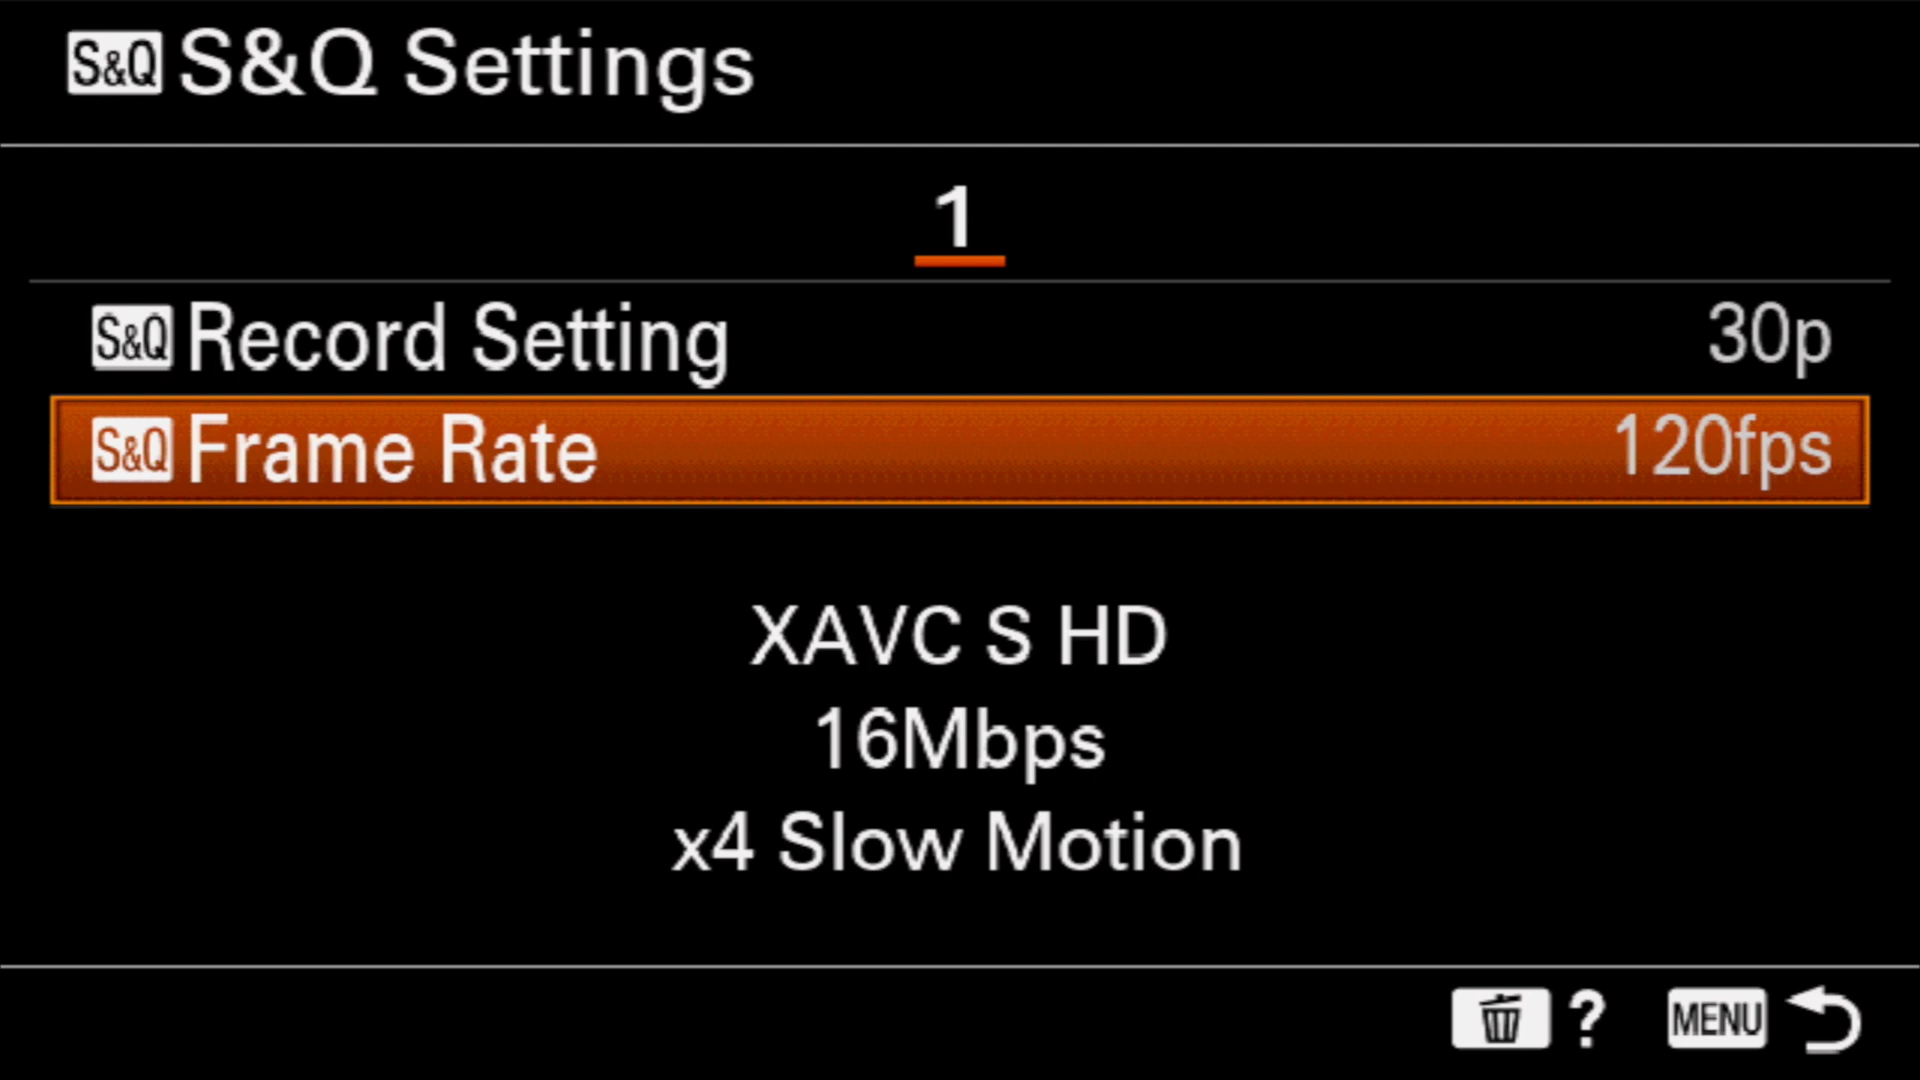 S&Q S&Q Settings
1
S&Q Record Setting 30p
S&Q Frame Rate 120fps
XAVC S HD
16Mbps
x4 Slow Motion
? MENU